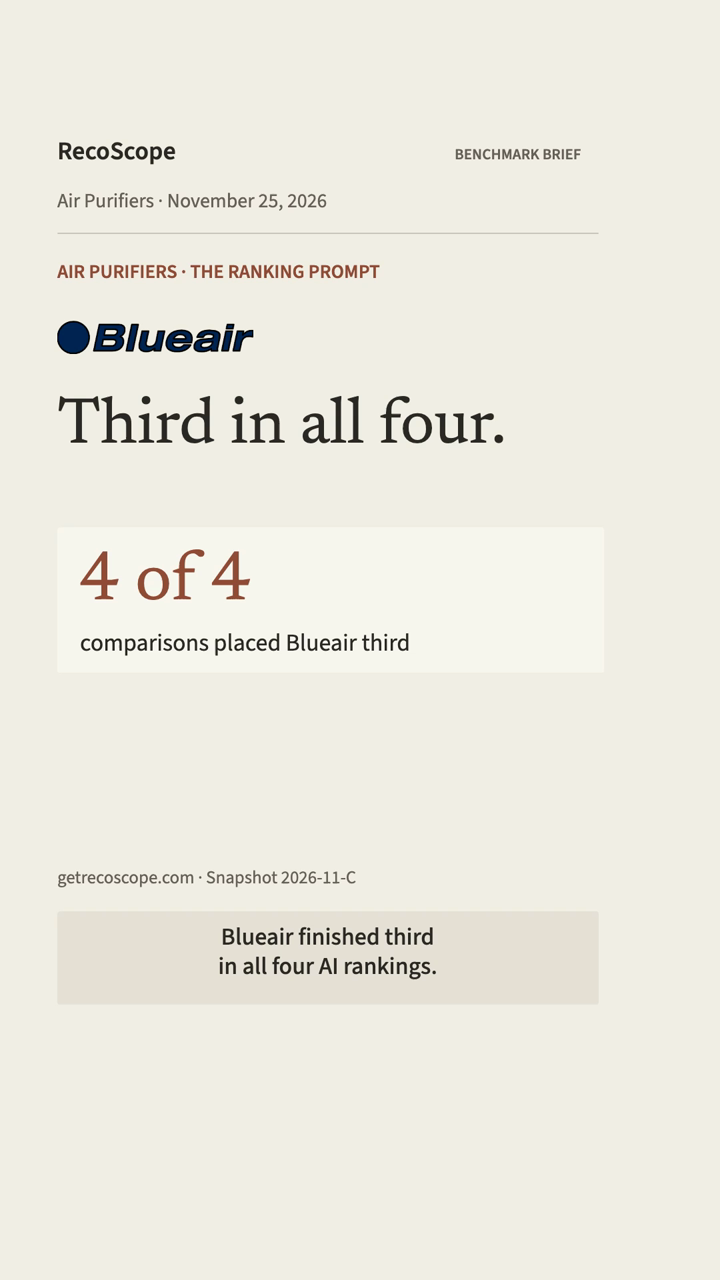 RecoScope
BENCHMARK BRIEF
Air Purifiers · November 25, 2026
AIR PURIFIERS · THE RANKING PROMPT
Blueair
Third in all four.
4 of 4
comparisons placed Blueair third
getrecoscope.com · Snapshot 2026-11-C
Blueair finished third
in all four AI rankings.